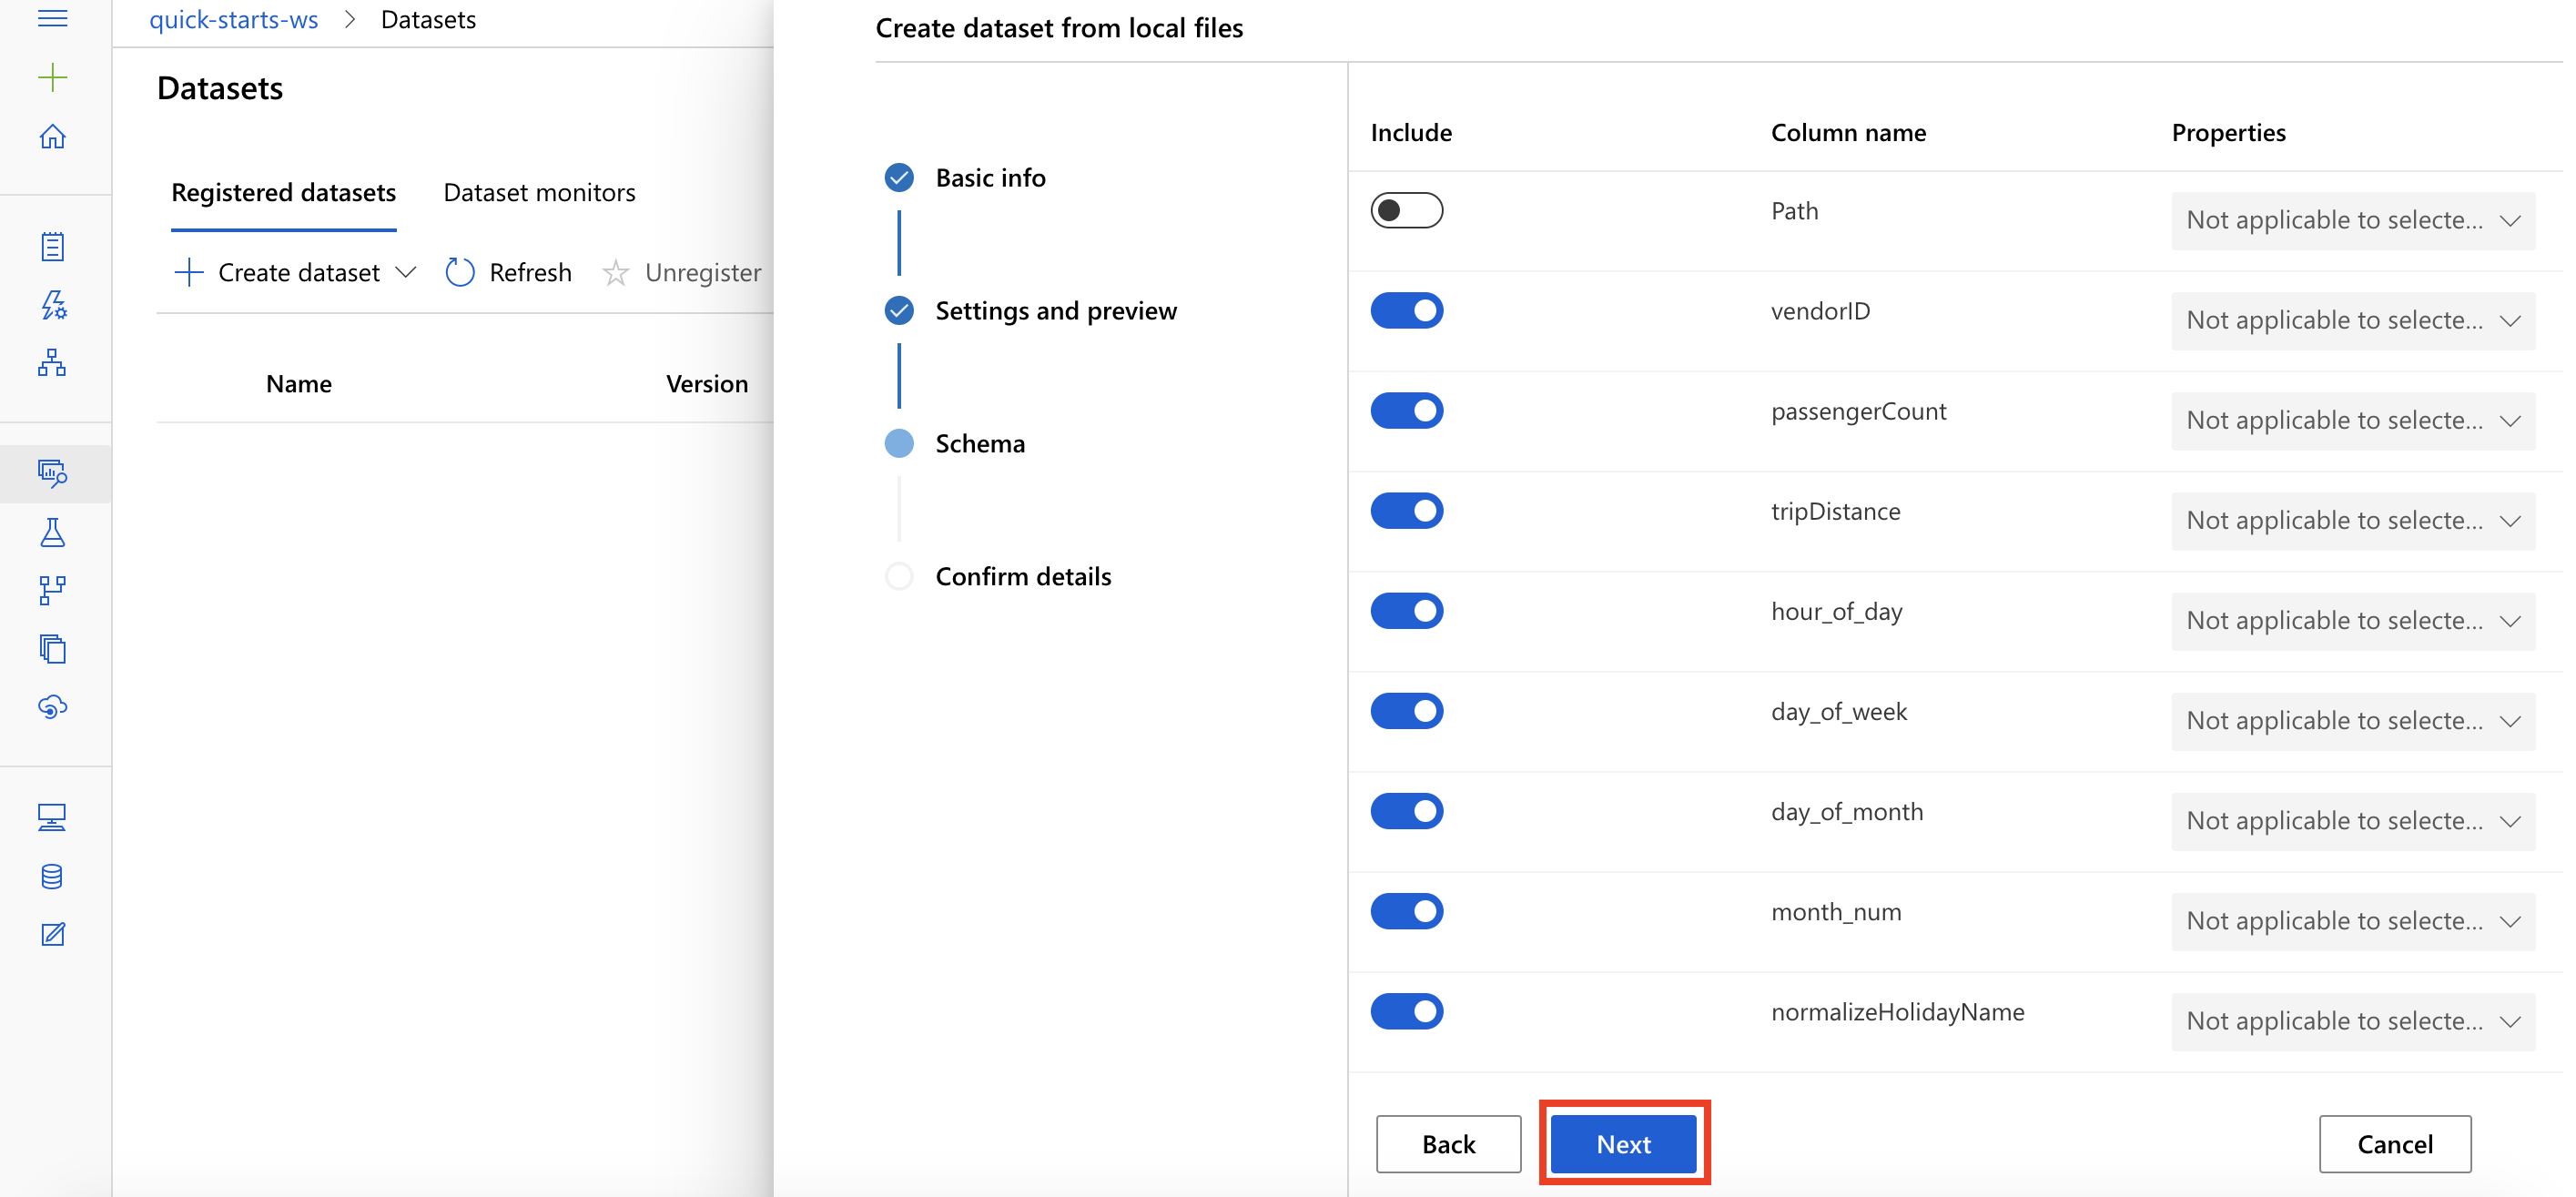 quick-starts-ws > Datasets
Datasets
Registered datasets Dataset monitors
Create dataset Refresh Unregister
Name Version
Create dataset from local files
Basic info
Settings and preview
Schema
Confirm details
Include Column name Properties
Path Not applicable to selecte...
vendorID Not applicable to selecte...
passengerCount Not applicable to selecte...
tripDistance Not applicable to selecte...
hour_of_day Not applicable to selecte...
day_of_week Not applicable to selecte...
day_of_month Not applicable to selecte...
month_num Not applicable to selecte...
normalizeHolidayName Not applicable to selecte...
Back Next Cancel